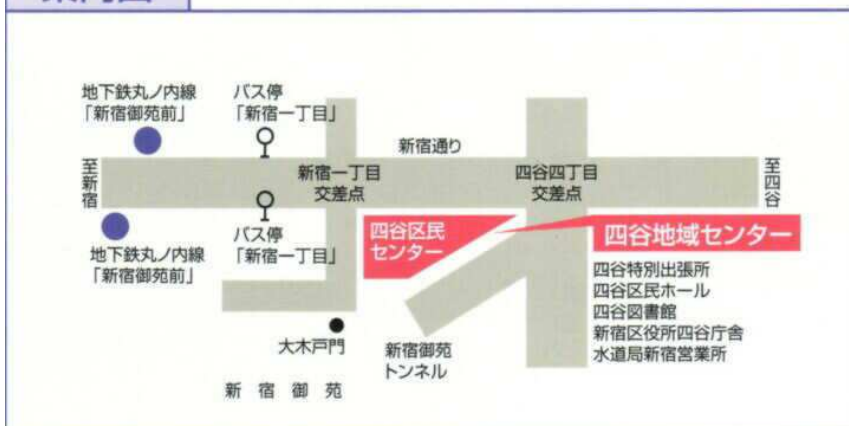 案内図
地下鉄丸ノ内線
「新宿御苑前」
バス停
「新宿一丁目」
新宿通り
至新宿
新宿一丁目
交差点
四谷四丁目
交差点
至四谷
地下鉄丸ノ内線
「新宿御苑前」
バス停
「新宿一丁目」
四谷区民
センター
四谷地域センター
四谷特別出張所
四谷区民ホール
四谷図書館
新宿区役所四谷庁舎
水道局新宿営業所
大木戸門
新宿御苑
トンネル
新宿御苑